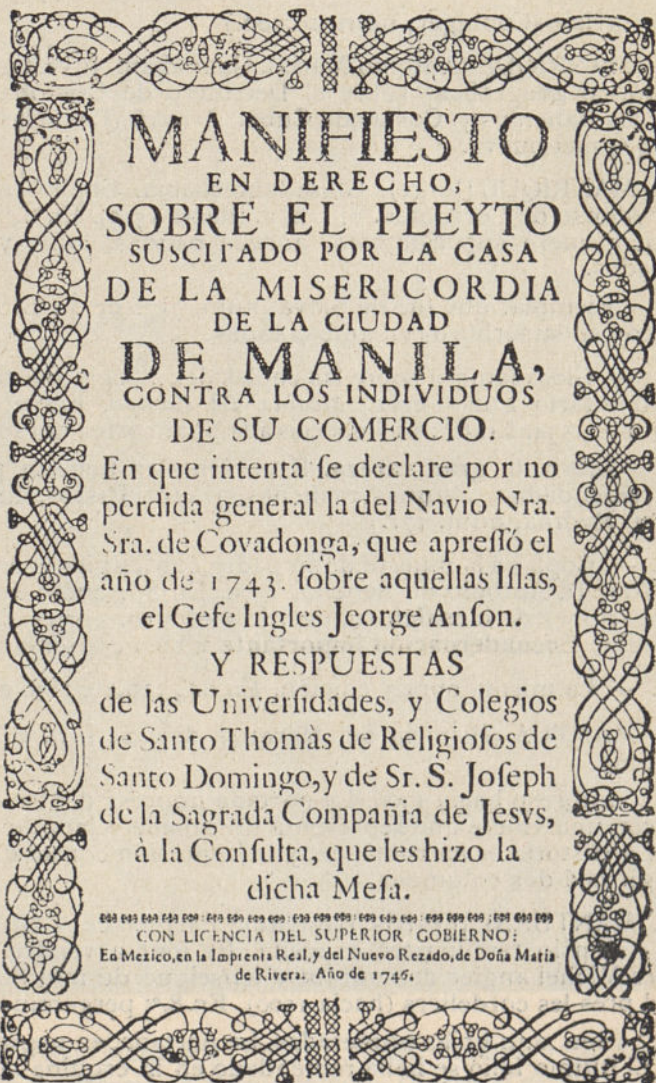 MANIFIESTO
EN DERECHO,
SOBRE EL PLEYTO
SUSCITADO POR LA CASA
DE LA MISERICORDIA
DE LA CIUDAD
DE MANILA,
CONTRA LOS INDIVIDUOS
DE SU COMERCIO.
En que intenta ſe declare por no
perdida general la del Navio Nra.
Sra. de Covadonga, que apreſſó el
año de 1743. ſobre aquellas Iſlas,
el Gefe Ingles Jeorge Anſon.
Y RESPUESTAS
de las Univerſidades, y Colegios
de Santo Thomàs de Religioſos de
Santo Domingo, y de Sr. S. Joſeph
de la Sagrada Compañia de Jesvs,
à la Conſulta, que les hizo la
dicha Meſa.
CON LICENCIA DEL SUPERIOR GOBIERNO:
En Mexico, en la Imprenta Real, y del Nuevo Rezado, de Doña Maria
de Rivera. Año de 1746.